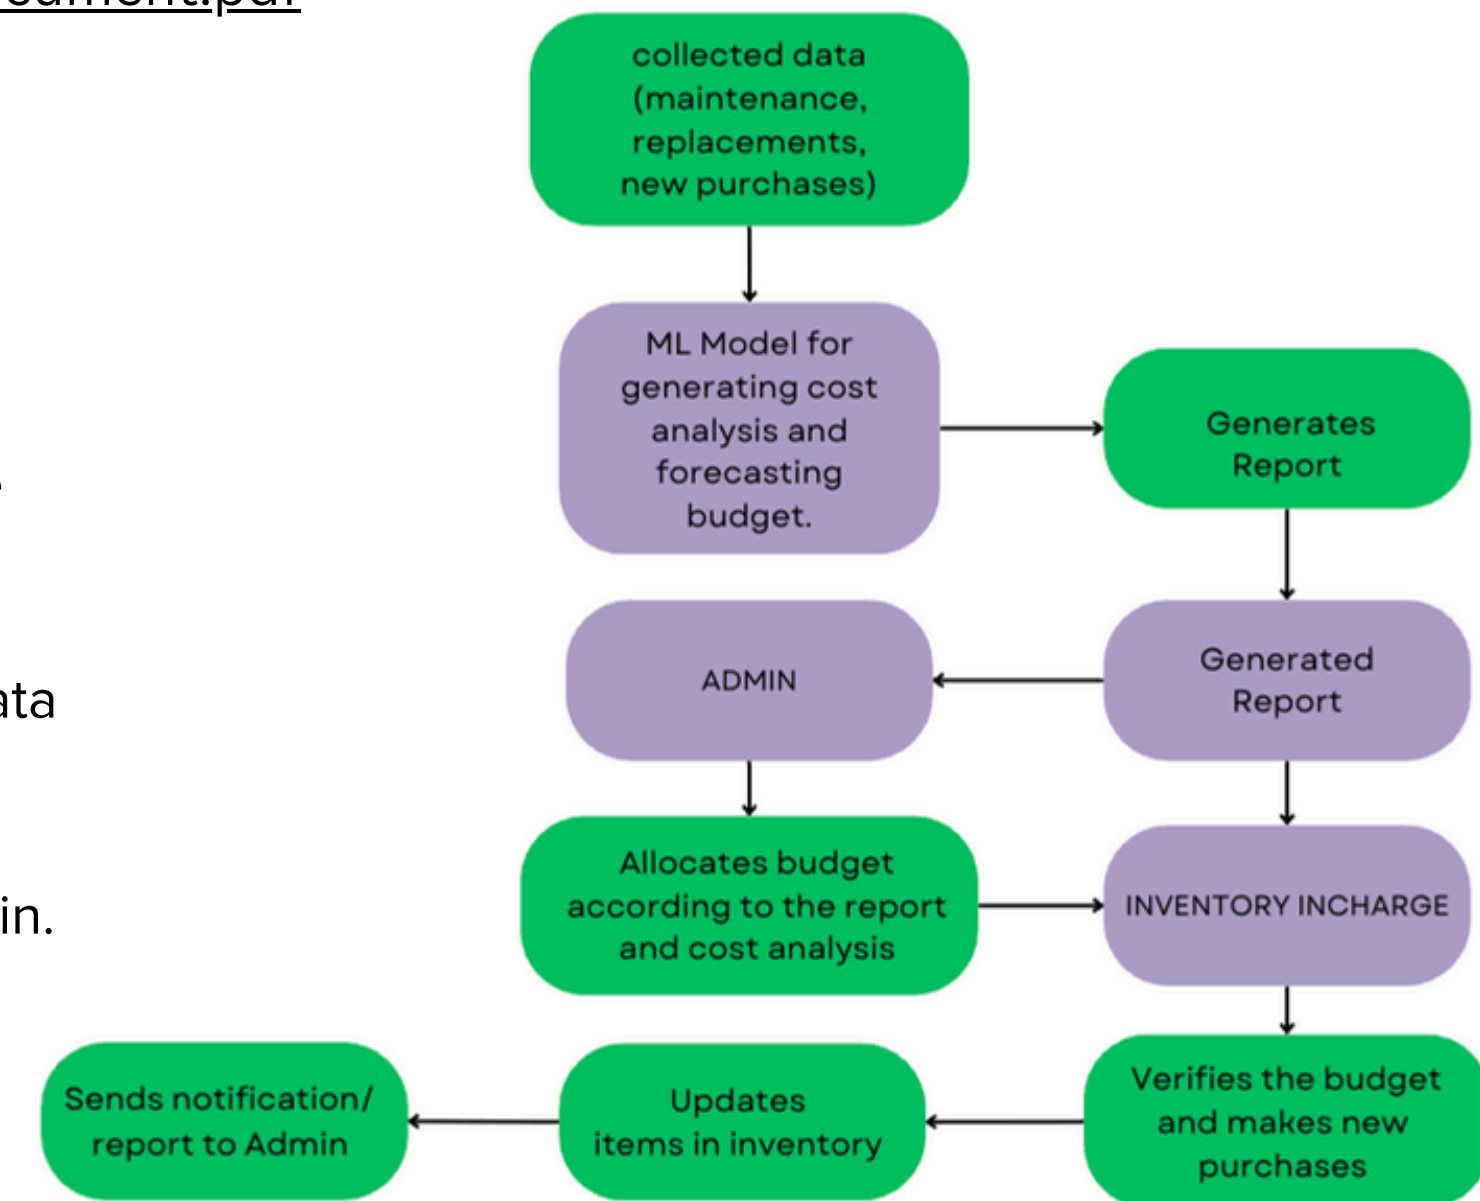 collected data
(maintenance,
replacements,
new purchases)
ML Model for
generating cost
analysis and
forecasting
budget.
Generates
Report
ADMIN
Generated
Report
Allocates budget
according to the report
and cost analysis
INVENTORY INCHARGE
Sends notification/
report to Admin
Updates
items in inventory
Verifies the budget
and makes new
purchases